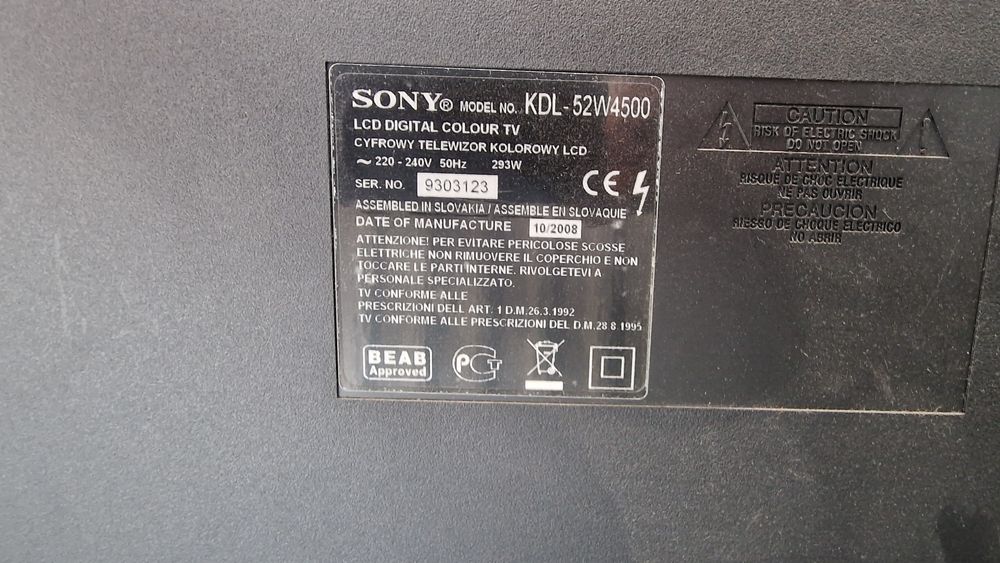 SONY® MODEL NO. KDL-52W4500
LCD DIGITAL COLOUR TV
CYFROWY TELEWIZOR KOLOROWY LCD
~ 220 - 240V 50Hz 293W
SER. NO. 9303123
CE
ASSEMBLED IN SLOVAKIA / ASSEMBLE EN SLOVAQUIE
DATE OF MANUFACTURE 10/2008
ATTENZIONE! PER EVITARE PERICOLOSE SCOSSE
ELETTRICHE NON RIMUOVERE IL COPERCHIO E NON
TOCCARE LE PARTI INTERNE. RIVOLGETEVI A
PERSONALE SPECIALIZZATO.
TV CONFORME ALLE
PRESCRIZIONI DELL ART. 1 D.M.26.3.1992
TV CONFORME ALLE PRESCRIZIONI DEL D.M.28 8 1995
BEAB
Approved
PCT
CAUTION
RISK OF ELECTRIC SHOCK
DO NOT OPEN
ATTENTION
RISQUE DE CHOC ELECTRIQUE
NE PAS OUVRIR
PRECAUCION
RIESGO DE CHOQUE ELECTRICO
NO ABRIR